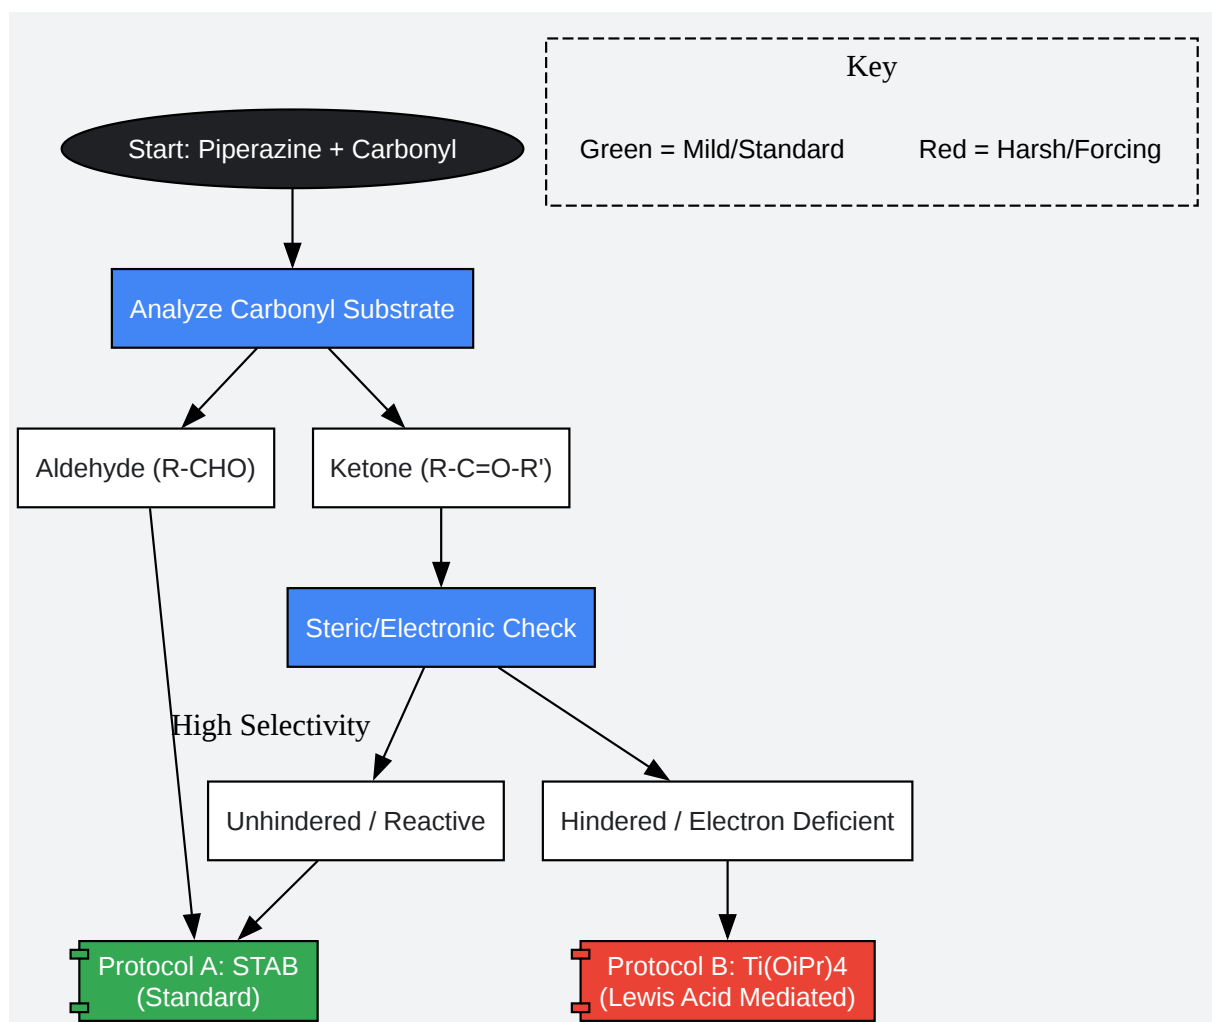 Key
Start: Piperazine + Carbonyl
Green = Mild/Standard
Red = Harsh/Forcing
Analyze Carbonyl Substrate
Aldehyde (R-CHO)
Ketone (R-C=O-R')
Steric/Electronic Check
High Selectivity
Unhindered / Reactive
Hindered / Electron Deficient
Protocol A: STAB
(Standard)
Protocol B: Ti(OiPr)4
(Lewis Acid Mediated)